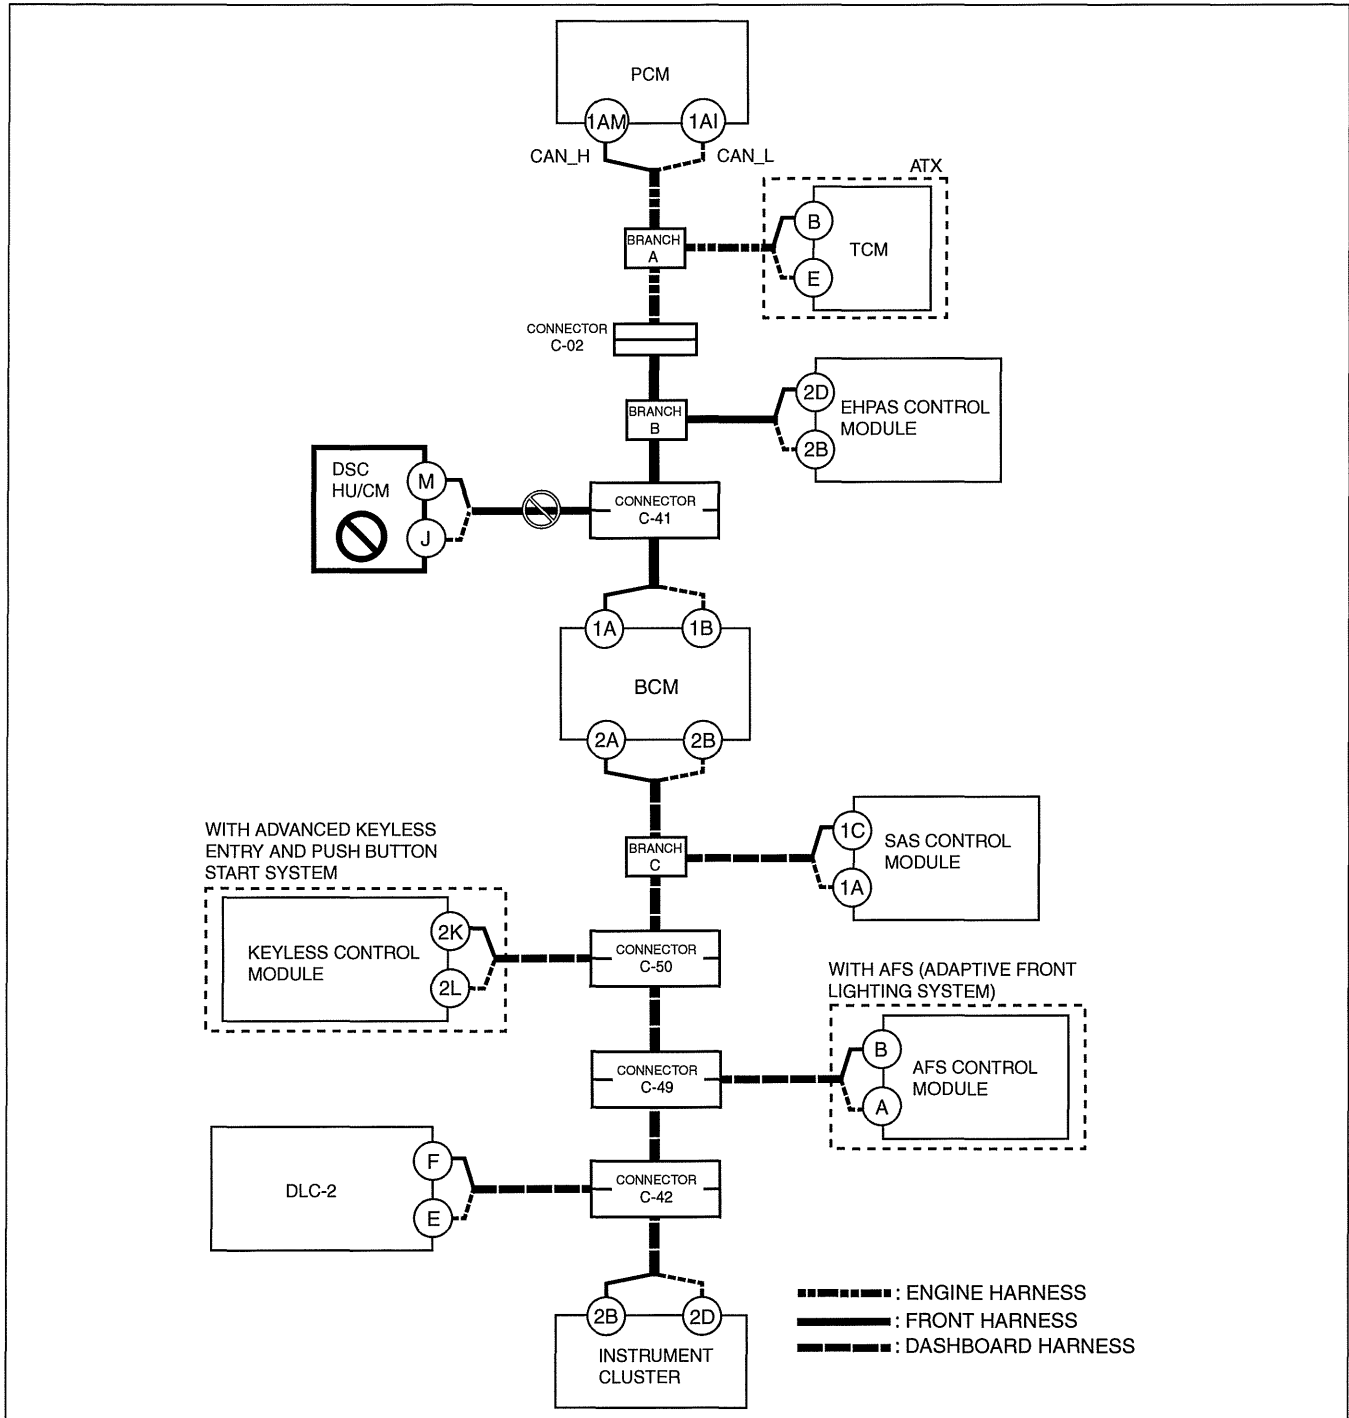 PCM
1AM
1AI
CAN_H
CAN_L
ATX
BRANCH
A
B
TCM
E
CONNECTOR
C-02
BRANCH
B
2D
EHPAS CONTROL
MODULE
2B
DSC
HU/CM
M
J
CONNECTOR
C-41
1A
1B
BCM
2A
2B
BRANCH
C
1C
SAS CONTROL
MODULE
1A
WITH ADVANCED KEYLESS
ENTRY AND PUSH BUTTON
START SYSTEM
2K
KEYLESS CONTROL
MODULE
2L
CONNECTOR
C-50
WITH AFS (ADAPTIVE FRONT
LIGHTING SYSTEM)
B
AFS CONTROL
MODULE
A
CONNECTOR
C-49
F
DLC-2
E
CONNECTOR
C-42
2B
2D
INSTRUMENT
CLUSTER
: ENGINE HARNESS
: FRONT HARNESS
: DASHBOARD HARNESS